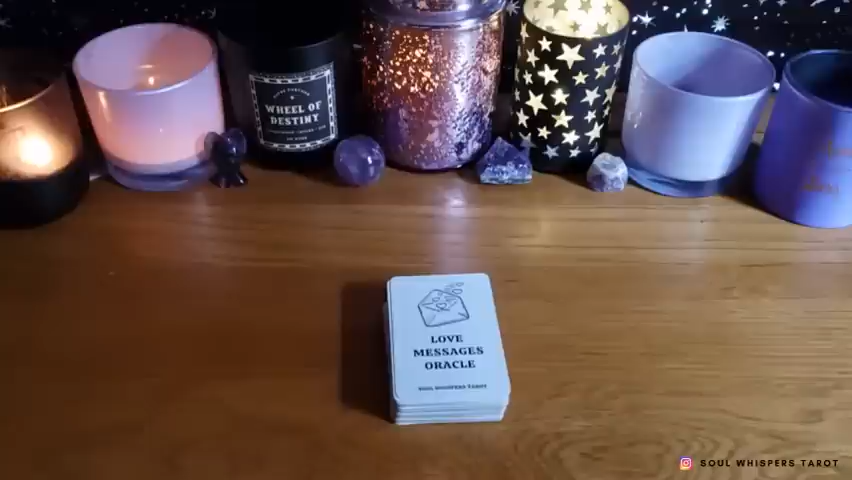 WHEEL OF
DESTINY
LOVE
MESSAGES
ORACLE
SOUL WHISPERS TAROT
SOUL WHISPERS TAROT